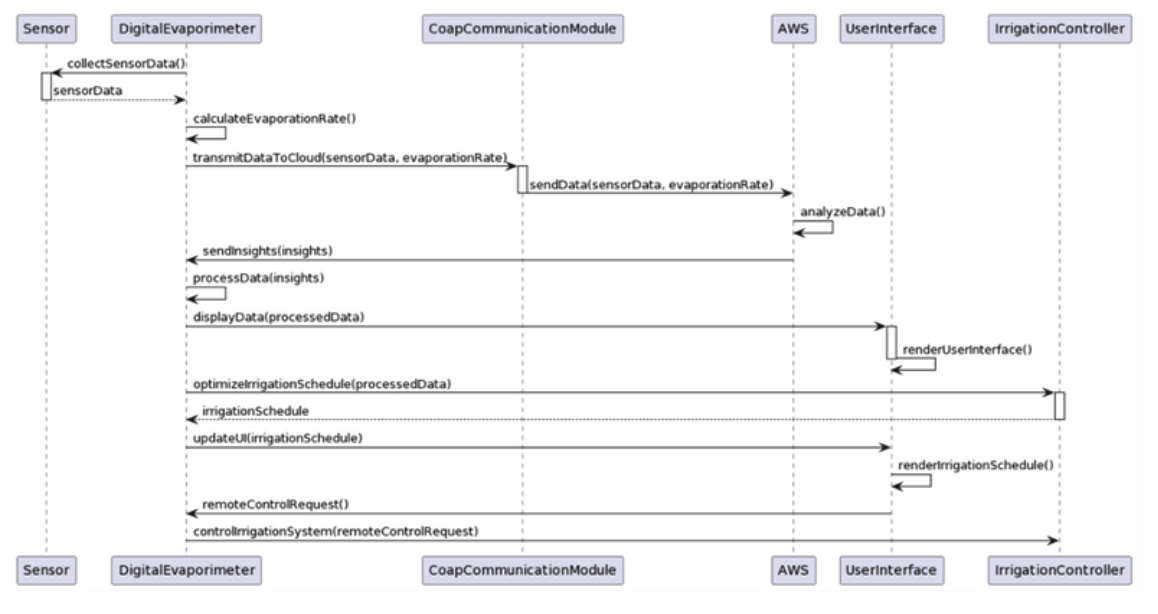 Sensor DigitalEvaporimeter CoapCommunicationModule AWS UserInterface IrrigationController
collectSensorData()
sensorData
calculateEvaporationRate()
transmitDataToCloud(sensorData, evaporationRate)
sendData(sensorData, evaporationRate)
analyzeData()
sendInsights(insights)
processData(insights)
displayData(processedData)
renderUserInterface()
optimizeIrrigationSchedule(processedData)
irrigationSchedule
updateUI(irrigationSchedule)
renderIrrigationSchedule()
remoteControlRequest()
controlIrrigationSystem(remoteControlRequest)
Sensor DigitalEvaporimeter CoapCommunicationModule AWS UserInterface IrrigationController